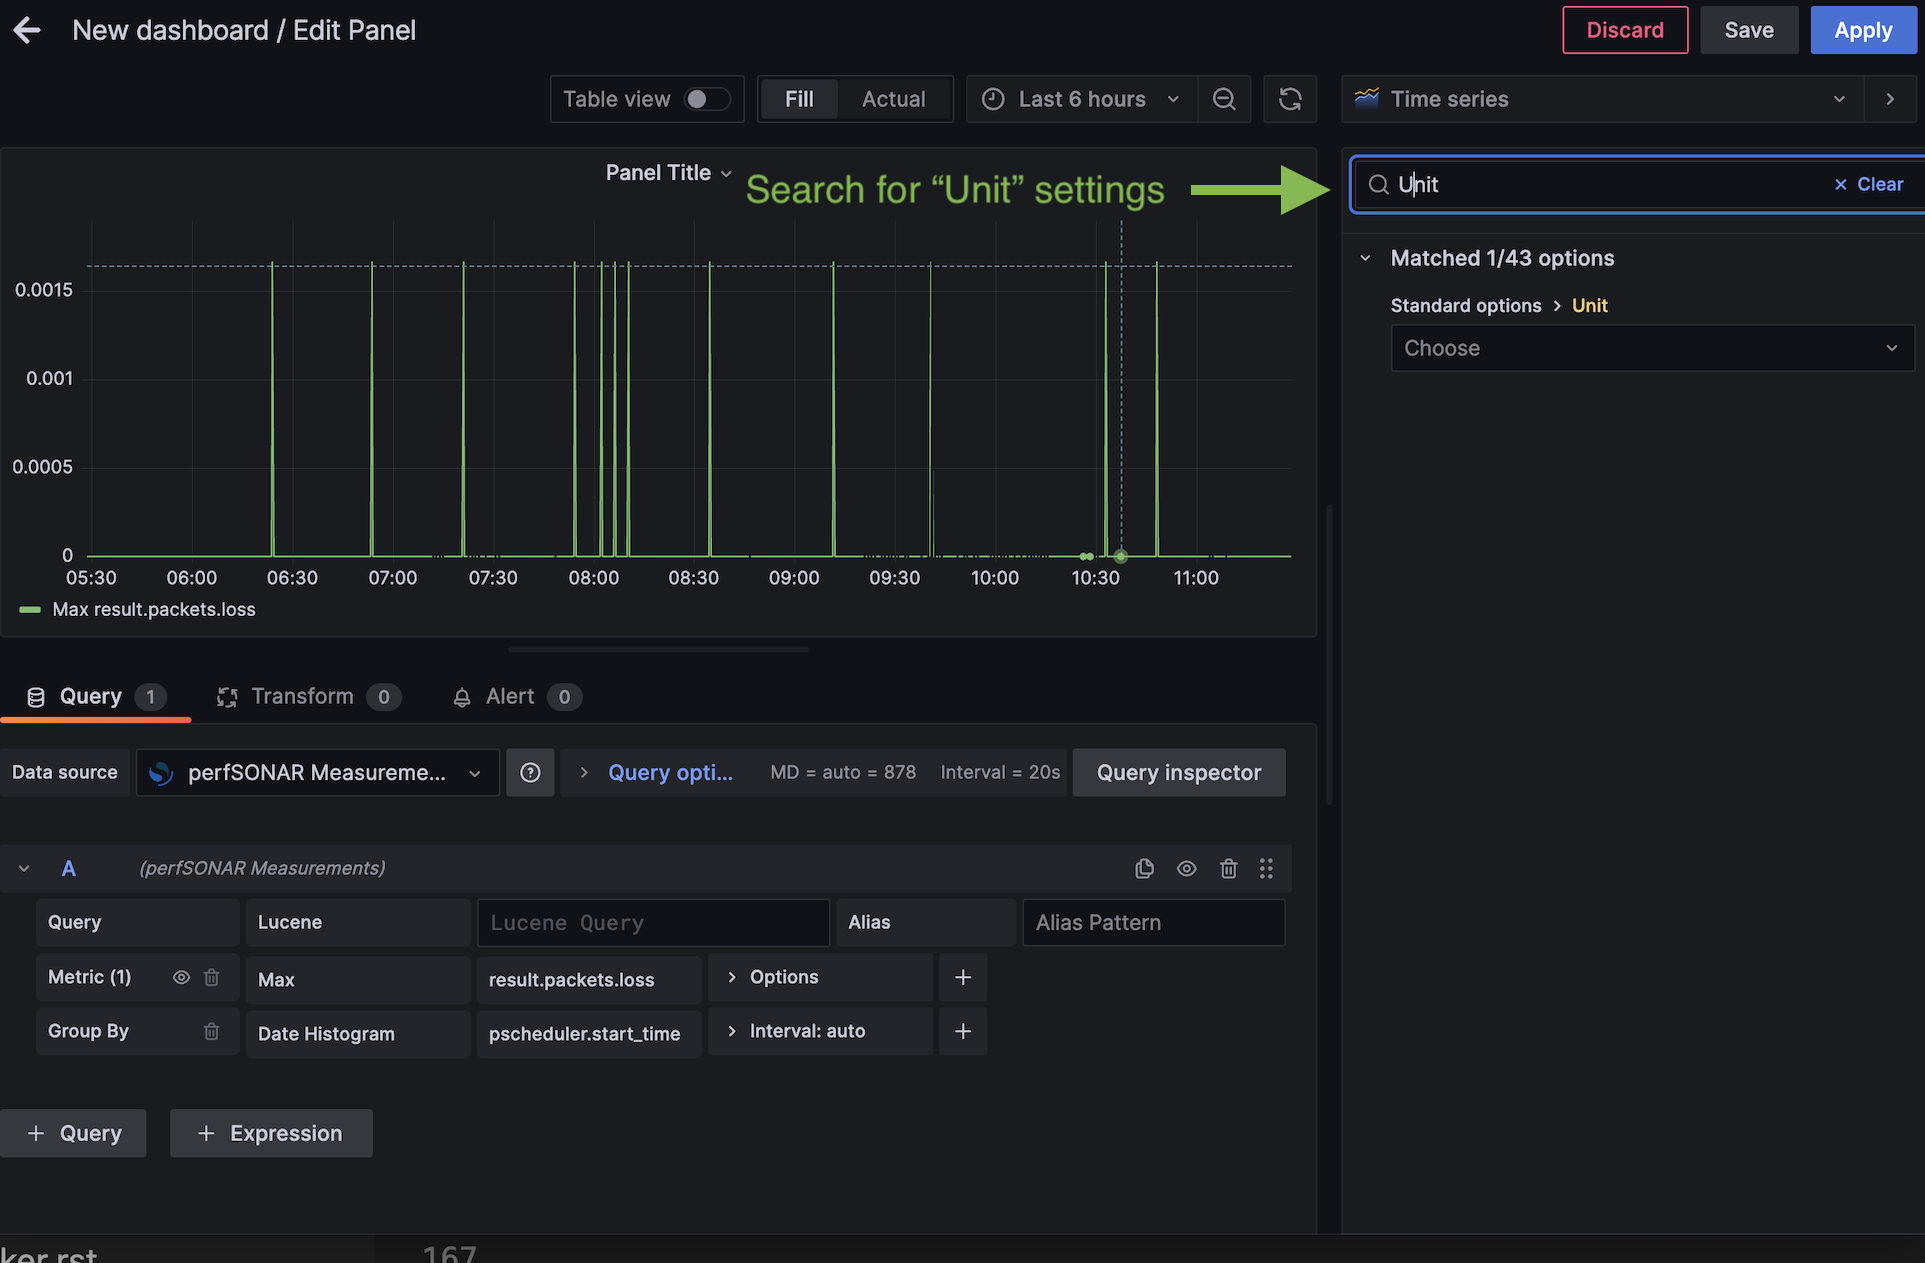 New dashboard / Edit Panel
Discard
Save
Apply
Table view
Fill
Actual
Last 6 hours
Time series
Panel Title
Search for “Unit” settings
Unit
Clear
Matched 1/43 options
Standard options > Unit
Choose
0.0015
0.001
0.0005
0
05:30 06:00 06:30 07:00 07:30 08:00 08:30 09:00 09:30 10:00 10:30 11:00
Max result.packets.loss
Query 1
Transform 0
Alert 0
Data source
perfSONAR Measureme...
Query opti...
MD = auto = 878
Interval = 20s
Query inspector
A
(perfSONAR Measurements)
Query
Lucene
Lucene Query
Alias
Alias Pattern
Metric (1)
Max
result.packets.loss
Options
Group By
Date Histogram
pscheduler.start_time
Interval: auto
+ Query
+ Expression
ker.rst
167